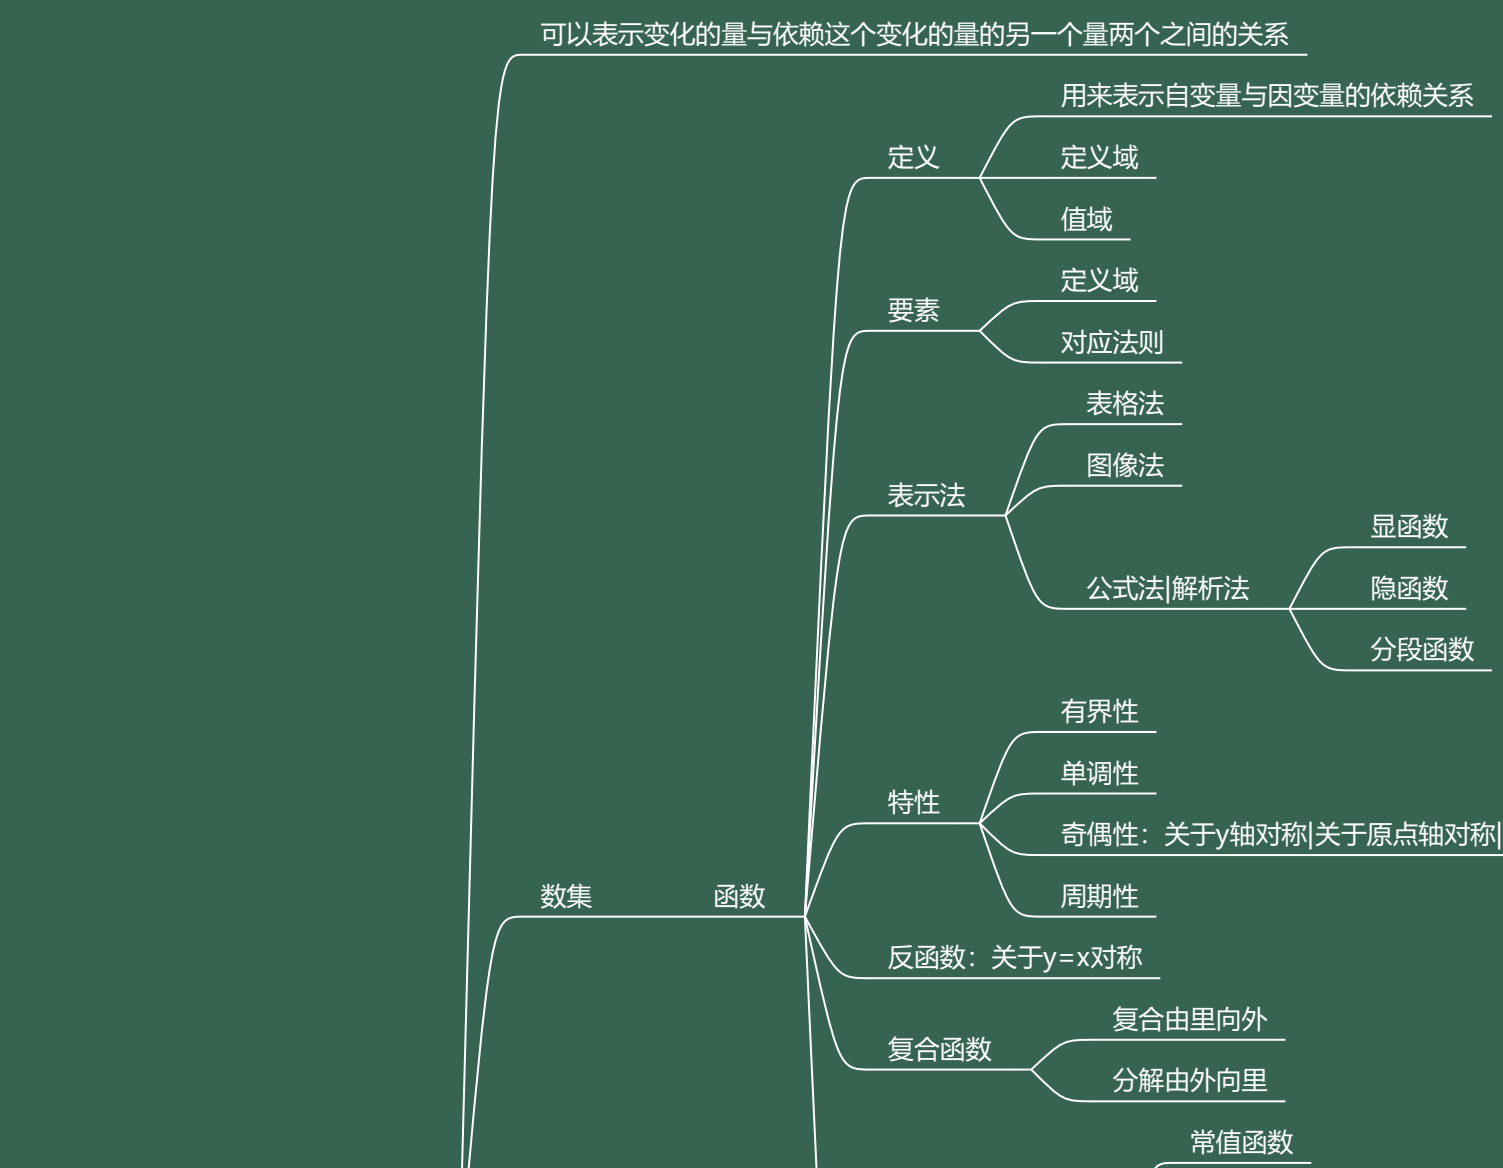 可以表示变化的量与依赖这个变化的量的另一个量两个之间的关系
用来表示自变量与因变量的依赖关系
定义
定义域
值域
定义域
要素
对应法则
表格法
图像法
表示法
显函数
公式法|解析法
隐函数
分段函数
有界性
单调性
特性
奇偶性：关于y轴对称|关于原点轴对称|
周期性
数集
函数
反函数：关于y=x对称
复合由里向外
复合函数
分解由外向里
常值函数